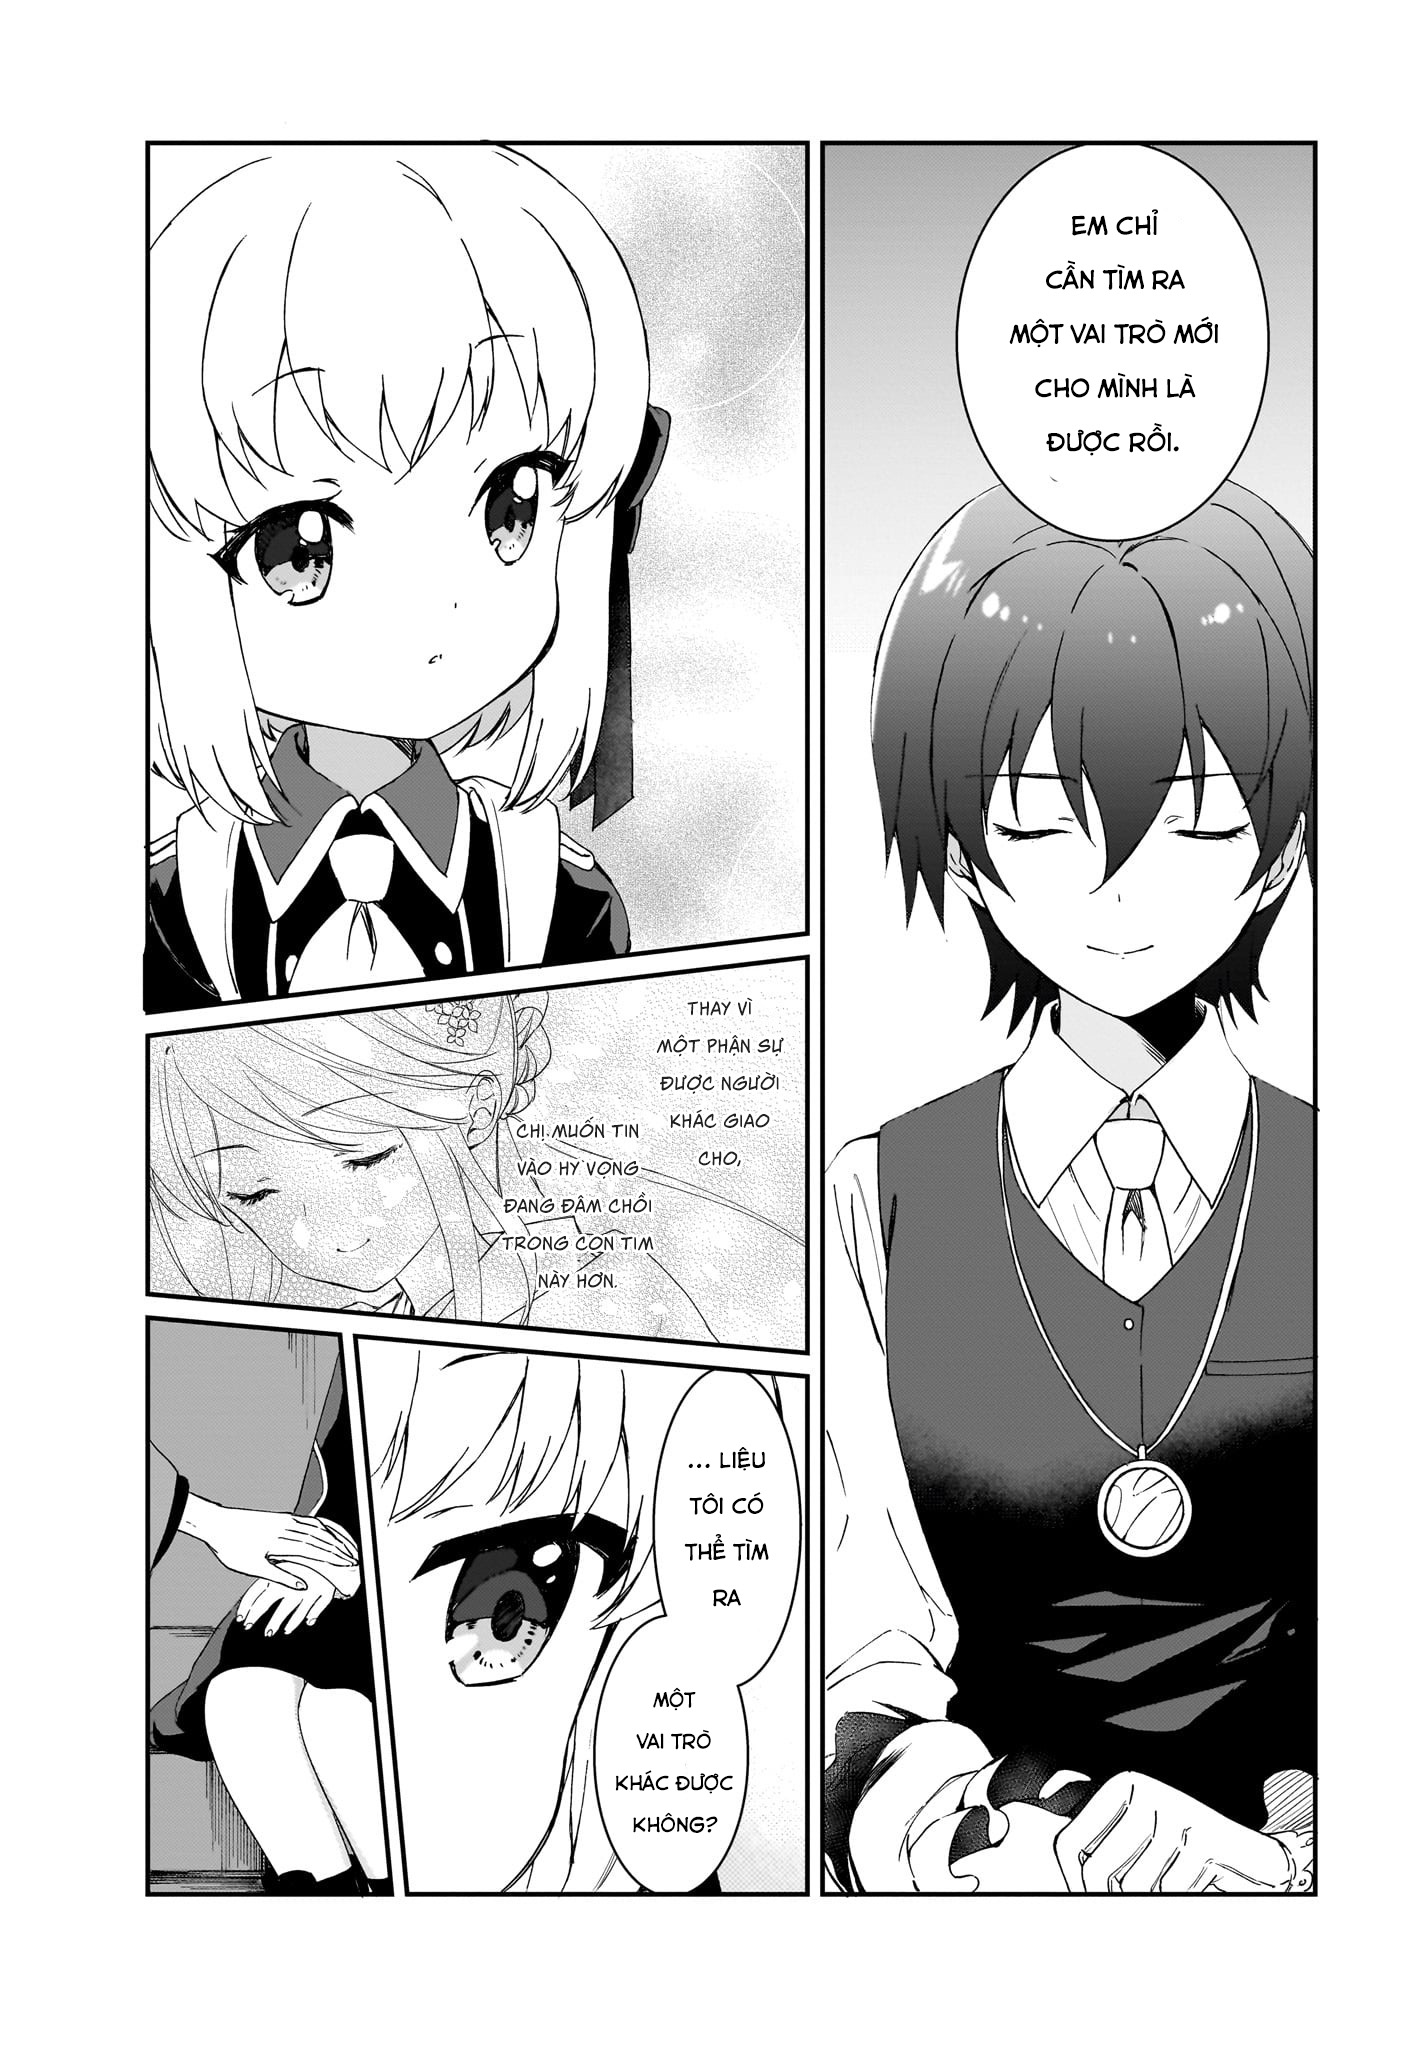 EM CHỈ
CẦN TÌM RA
MỘT VAI TRÒ MỚI
CHO MÌNH LÀ
ĐƯỢC RỒI.
THAY VÌ
MỘT PHẬN SỰ
ĐƯỢC NGƯỜI
KHÁC GIAO
CHO,
CHỊ MUỐN TIN
VÀO HY VỌNG
ĐANG ĐÂM CHỒI
TRONG CON TIM
NÀY HƠN.
... LIỆU
TÔI CÓ
THỂ TÌM
RA
MỘT
VAI TRÒ
KHÁC ĐƯỢC
KHÔNG?